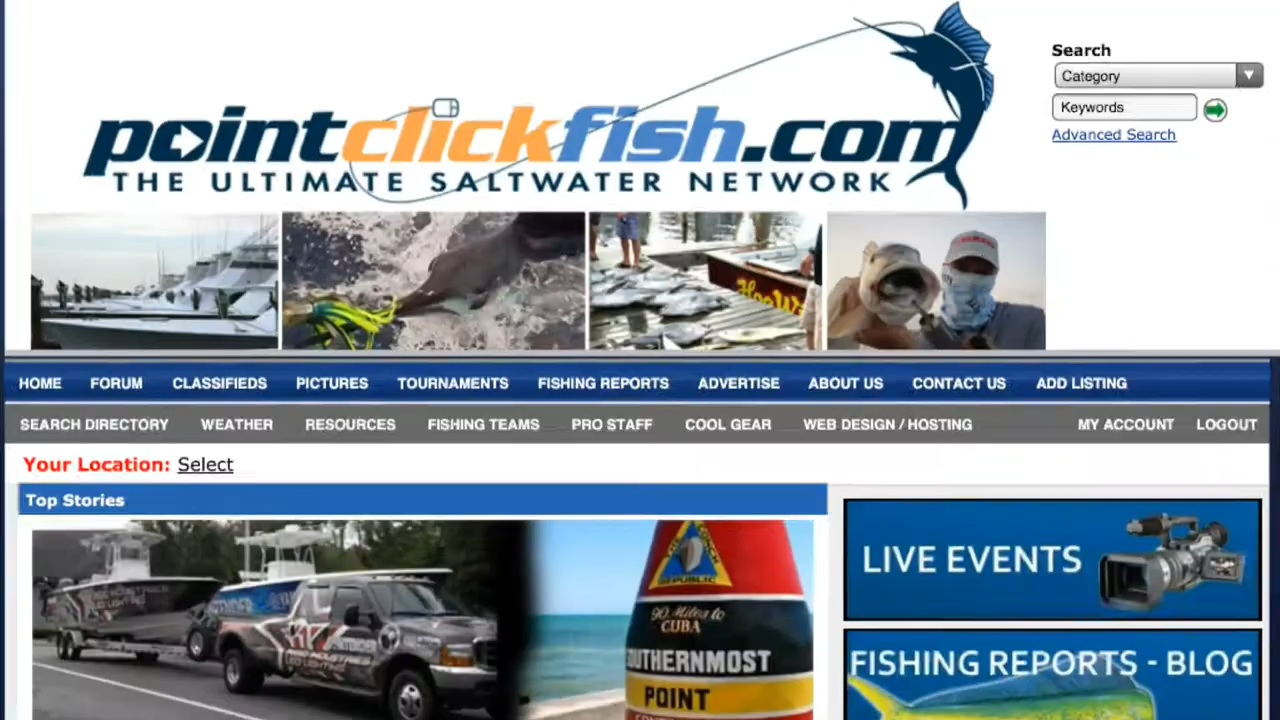 Search
Category
Keywords
Advanced Search
pointclickfish.com
THE ULTIMATE SALTWATER NETWORK
HOME FORUM CLASSIFIEDS PICTURES TOURNAMENTS FISHING REPORTS ADVERTISE ABOUT US CONTACT US ADD LISTING
SEARCH DIRECTORY WEATHER RESOURCES FISHING TEAMS PRO STAFF COOL GEAR WEB DESIGN / HOSTING MY ACCOUNT LOGOUT
Your Location: Select
Top Stories
LIVE EVENTS
REPUBLIC
90 Miles to
CUBA
SOUTHERNMOST
POINT
FISHING REPORTS - BLOG